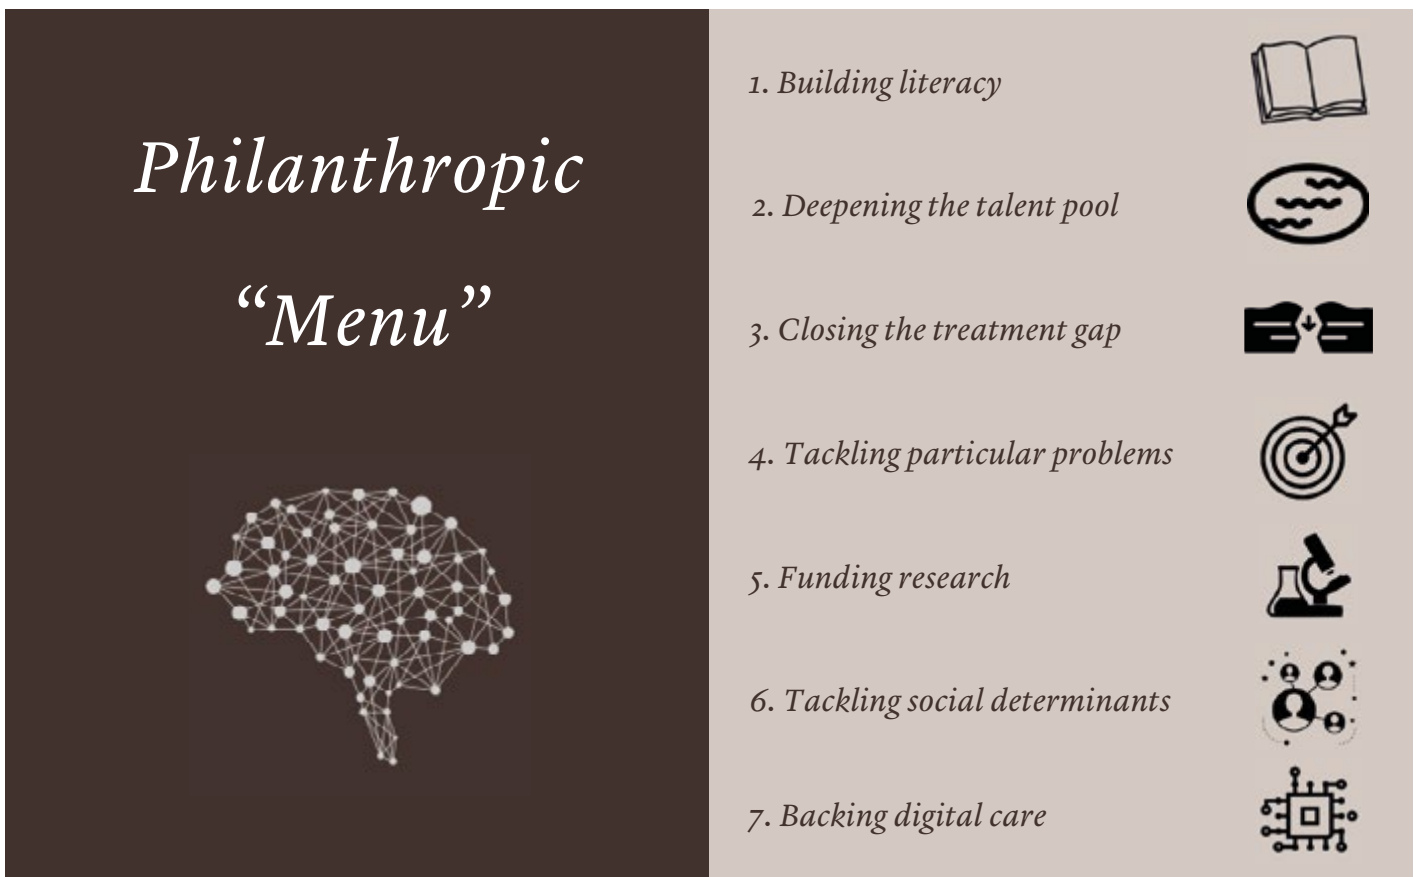 Philanthropic
“Menu”
1. Building literacy
2. Deepening the talent pool
3. Closing the treatment gap
4. Tackling particular problems
5. Funding research
6. Tackling social determinants
7. Backing digital care